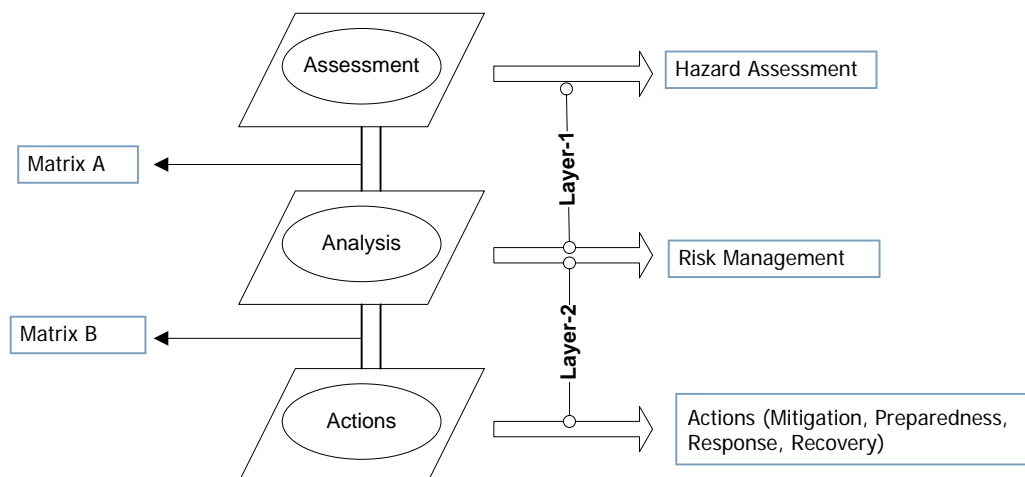 Assessment
Hazard Assessment
Layer-1
Matrix A
Analysis
Risk Management
Layer-2
Matrix B
Actions
Actions (Mitigation, Preparedness,
Response, Recovery)